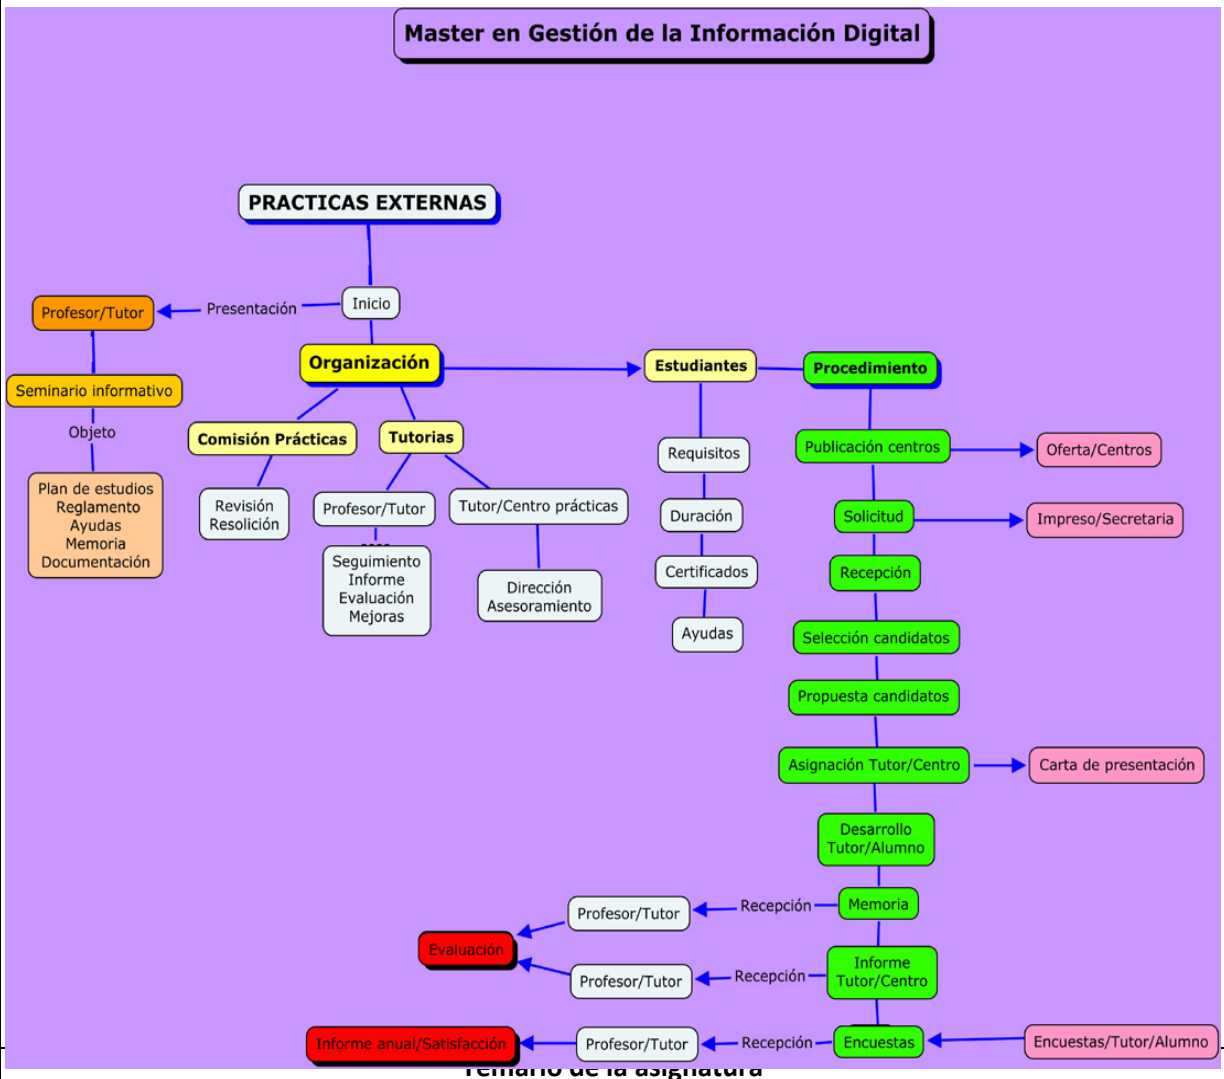 Master en Gestión de la Información Digital
PRACTICAS EXTERNAS
Inicio
Presentación
Profesor/Tutor
Seminario informativo
Objeto
Plan de estudios
Reglamento
Ayudas
Memoria
Documentación
Organización
Comisión Prácticas
Revisión
Resolición
Tutorias
Profesor/Tutor
Seguimiento
Informe
Evaluación
Mejoras
Tutor/Centro prácticas
Dirección
Asesoramiento
Estudiantes
Requisitos
Duración
Certificados
Ayudas
Procedimiento
Publicación centros
Oferta/Centros
Solicitud
Impreso/Secretaria
Recepción
Selección candidatos
Propuesta candidatos
Asignación Tutor/Centro
Carta de presentación
Desarrollo
Tutor/Alumno
Memoria
Recepción
Profesor/Tutor
Evaluación
Informe
Tutor/Centro
Recepción
Profesor/Tutor
Encuestas
Encuestas/Tutor/Alumno
Recepción
Profesor/Tutor
Informe anual/Satisfacción
Temario de la asignatura